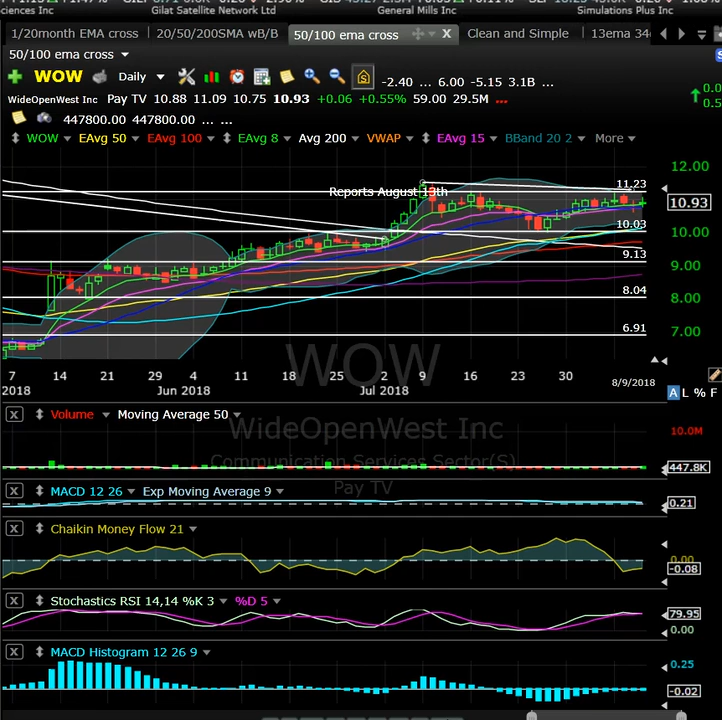 Sciences Inc Gilat Satellite Network Ltd General Mills Inc Simulations Plus Inc
1/20month EMA cross 20/50/200SMA wB/B 50/100 ema cross Clean and Simple 13ema 34
50/100 ema cross
WOW Daily -2.40 ... 6.00 -5.15 3.1B ...
WideOpenWest Inc Pay TV 10.88 11.09 10.75 10.93 +0.06 +0.55% 59.00 29.5M ...
447800.00 447800.00 ... ...
WOW EAvg 50 EAvg 100 EAvg 8 Avg 200 VWAP EAvg 15 BBand 20 2 More
12.00
Reports August 13th 11.23
10.93
10.03 10.00
9.13 9.00
8.04 8.00
6.91 7.00
WOW
7 14 21 29 5 11 18 25 2 9 16 23 30
Jun 2018 Jul 2018 8/9/2018
A L % F
X Volume Moving Average 50
WideOpenWest Inc 10.0M
Communication Services Sector(S) 447.8K
Pay TV
X MACD 12 26 Exp Moving Average 9
0.21
X Chaikin Money Flow 21
0.00
-0.08
X Stochastics RSI 14,14 %K 3 %D 5
79.95
0.00
X MACD Histogram 12 26 9
0.25
-0.02